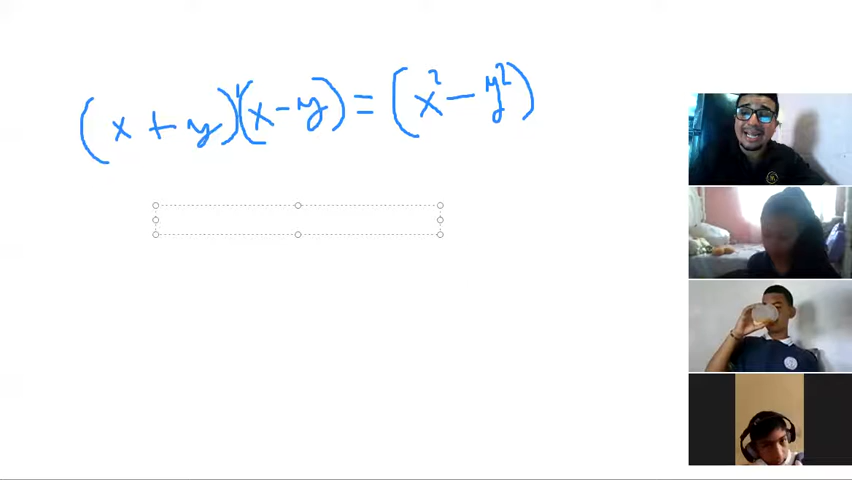 (x + y)(x - y) = (x² - y²)